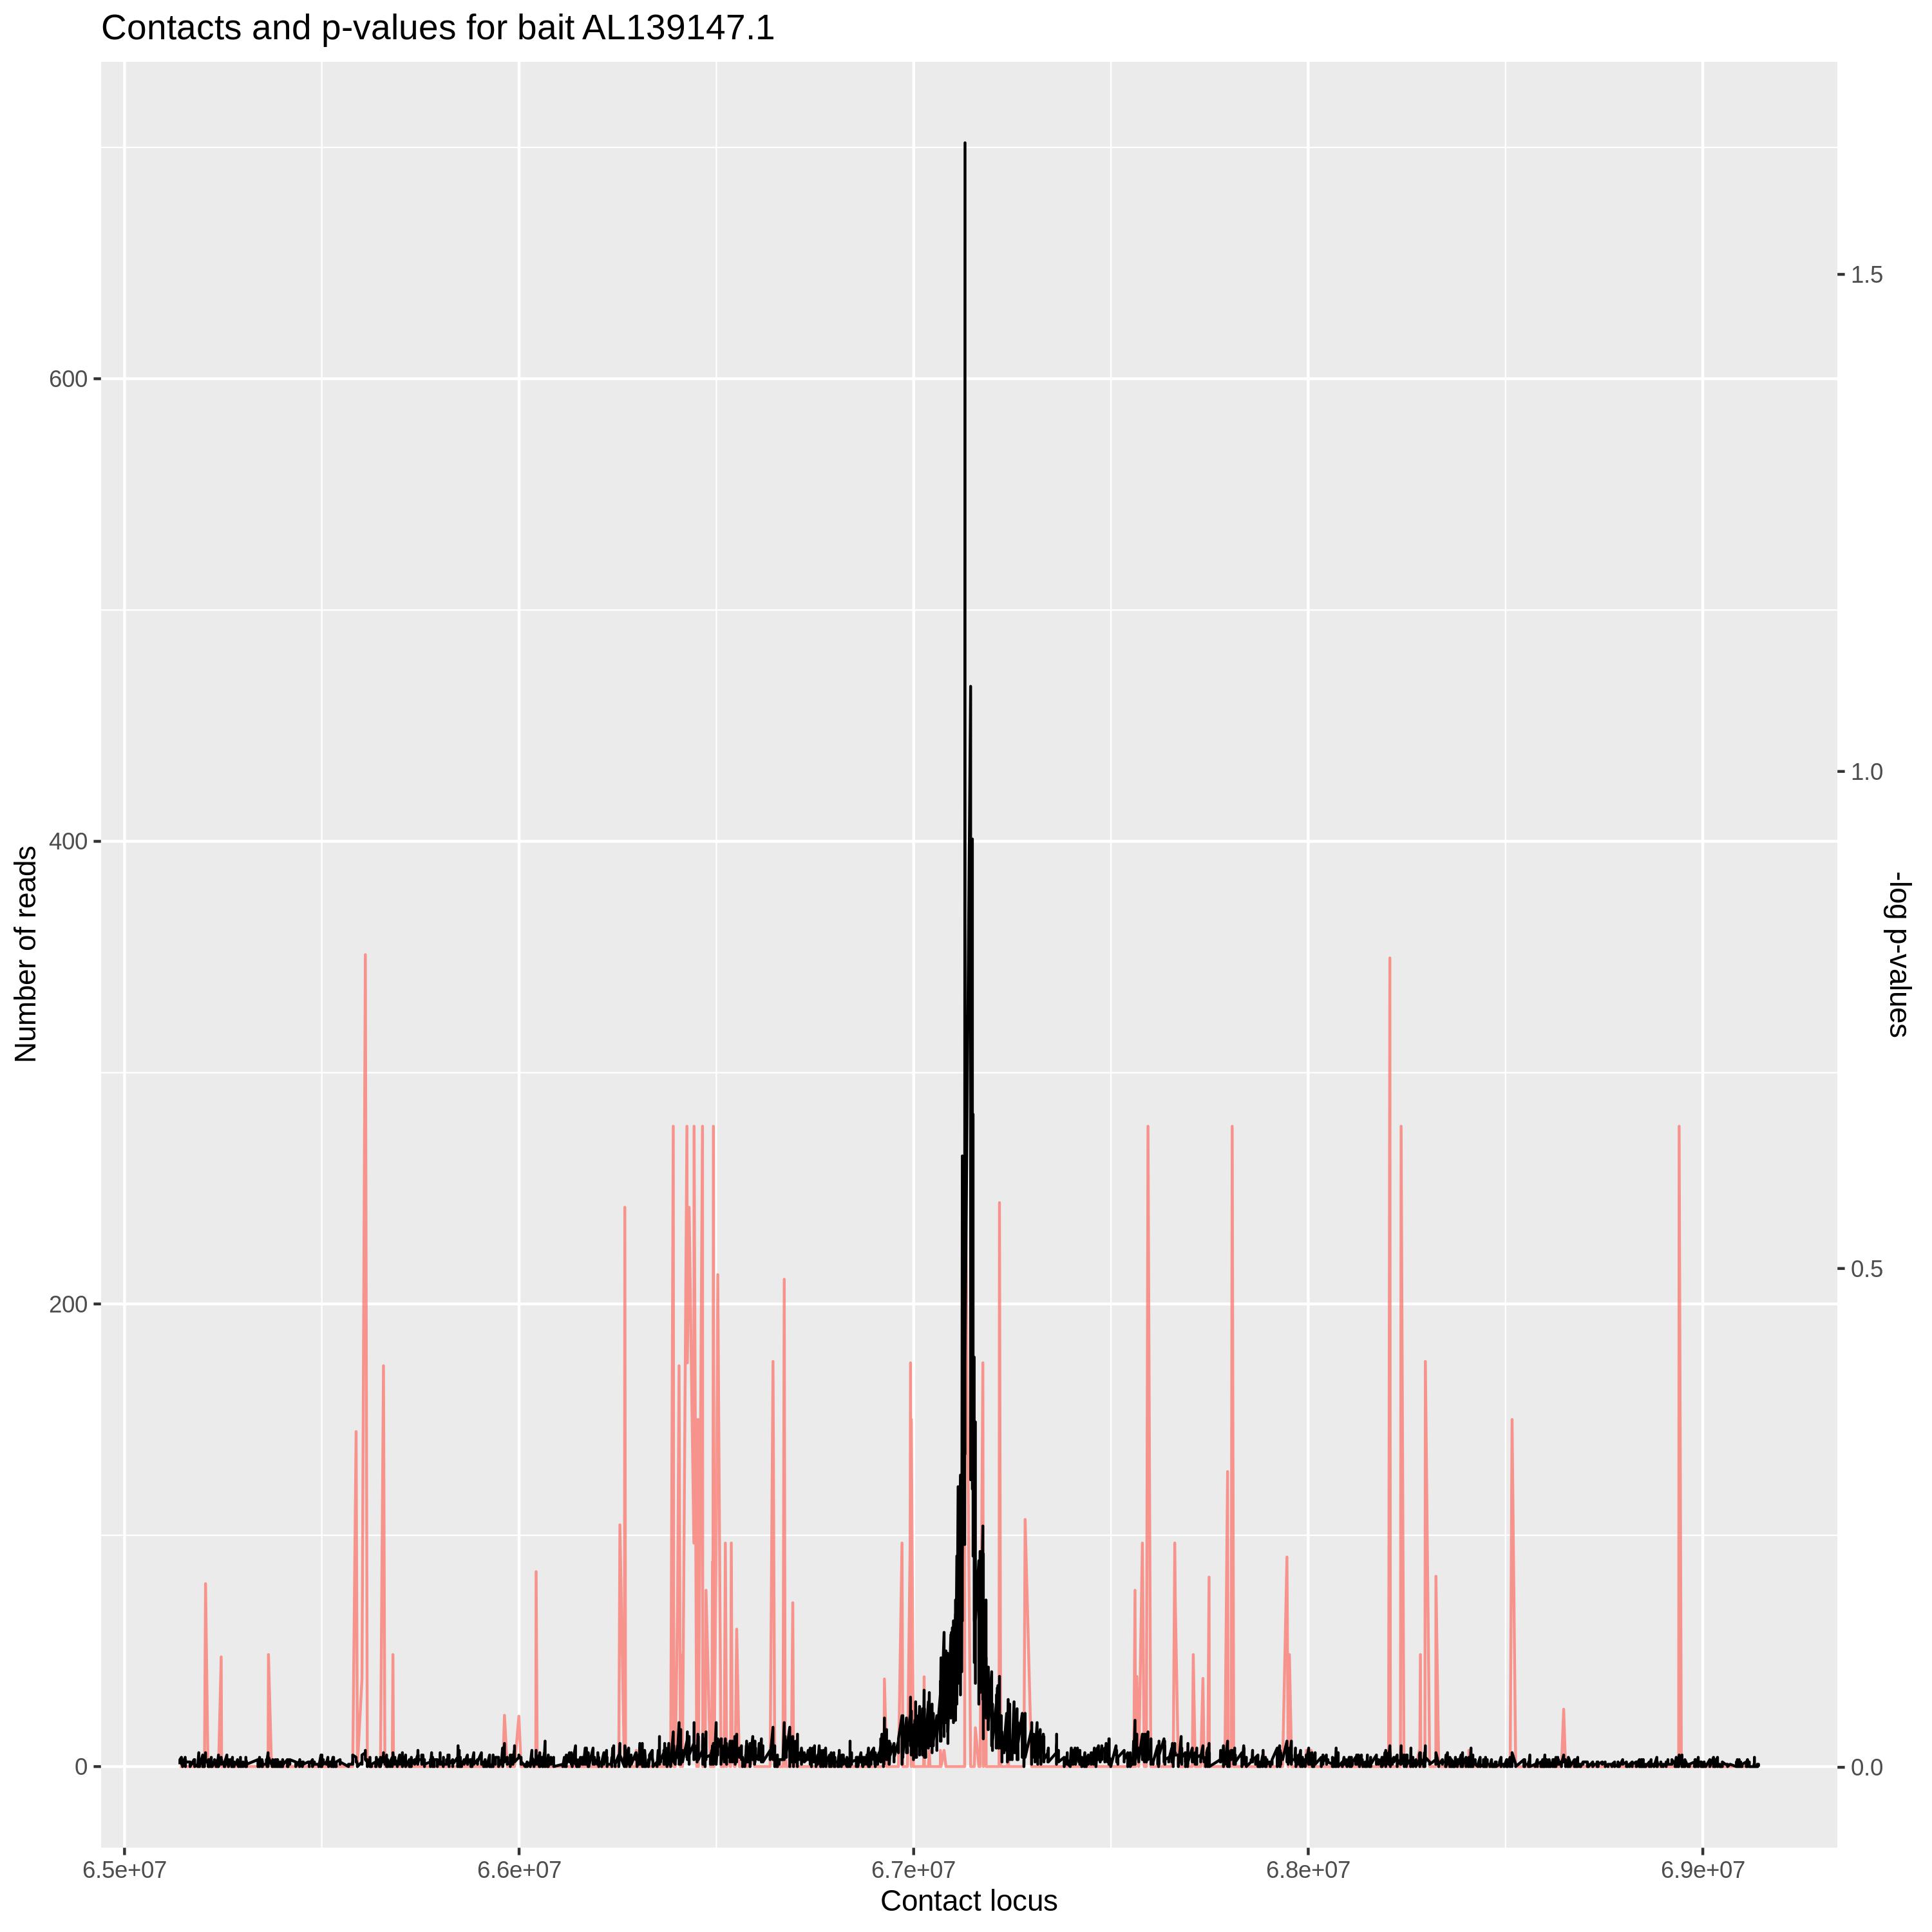 Contacts and p-values for bait AL139147.1
600
400
200
0
1.5
1.0
0.5
0.0
Number of reads
-log p-values
6.5e+07 6.6e+07 6.7e+07 6.8e+07 6.9e+07
Contact locus